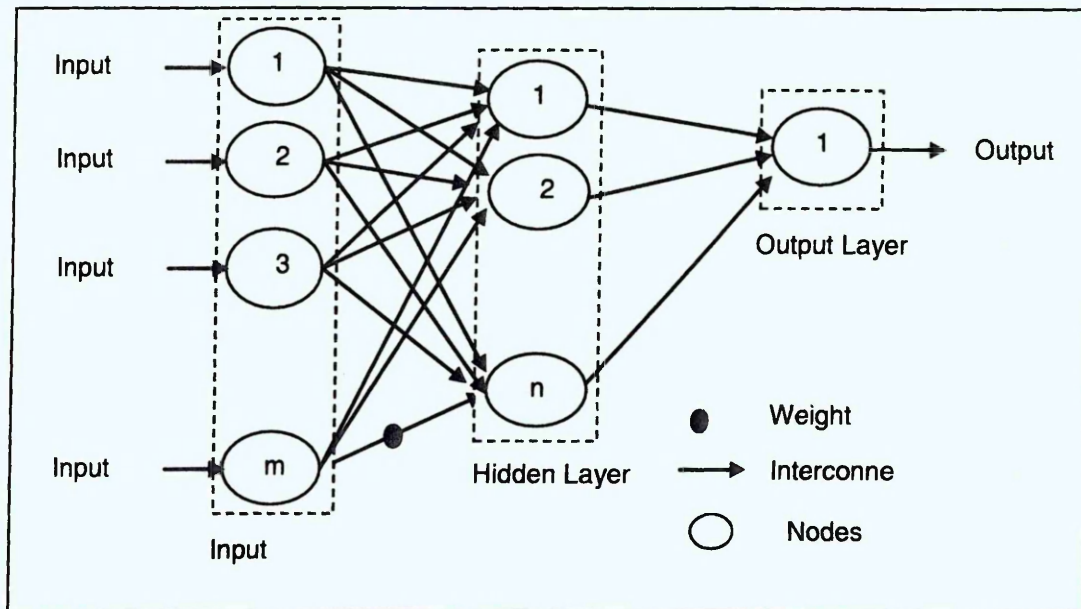 Input
1
Input
2
Input
3
Input
m
Input
1
2
n
Hidden Layer
1
Output
Output Layer
Weight
Interconne
Nodes